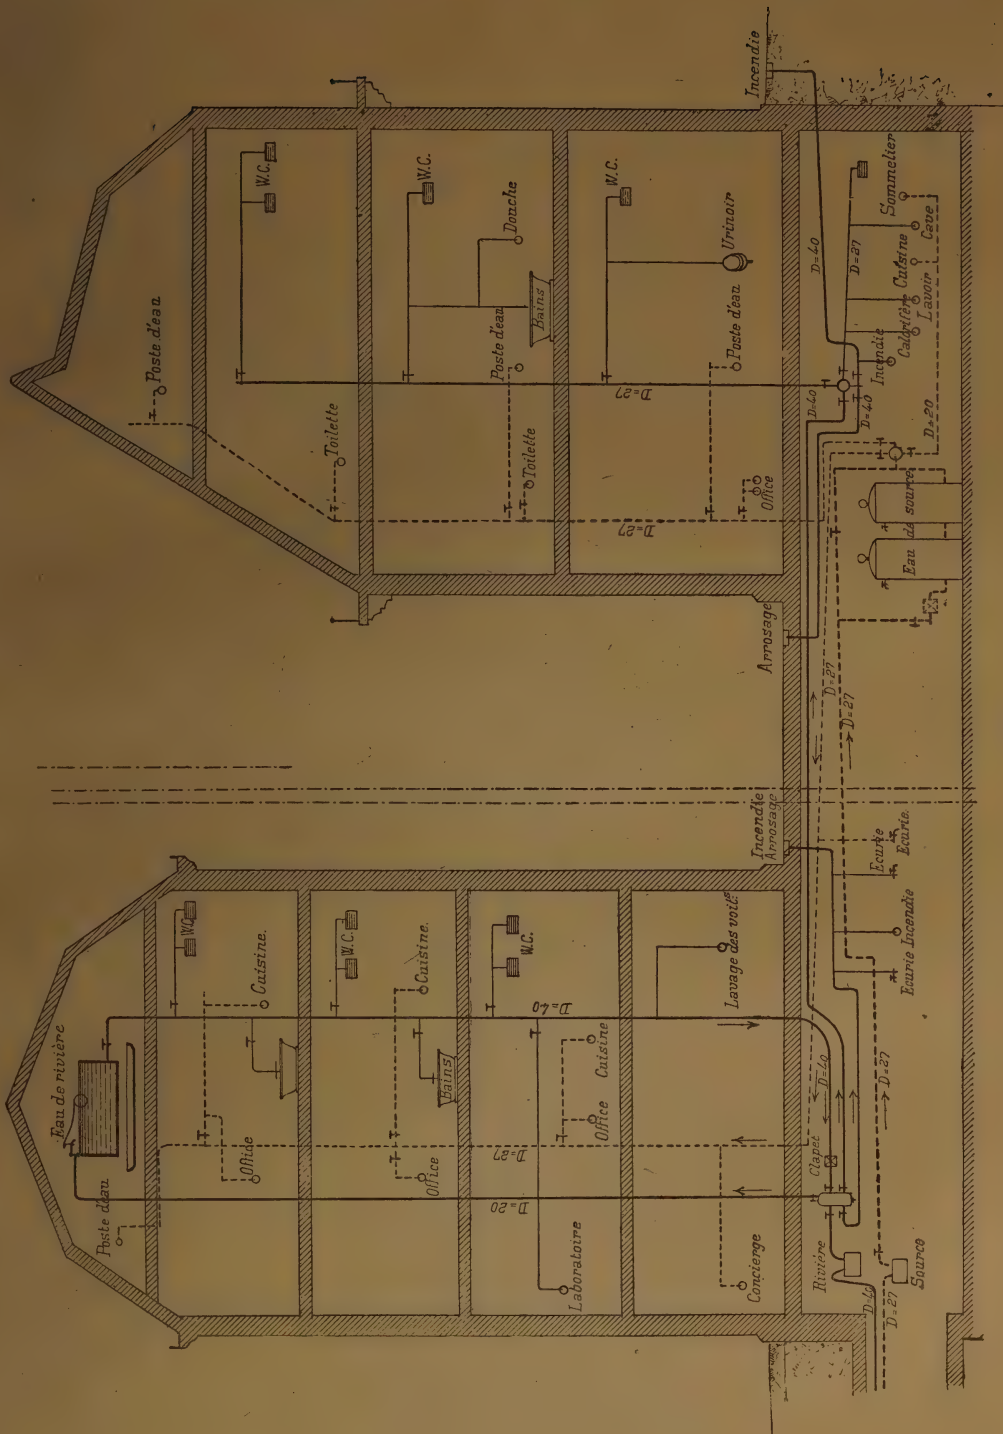 Eau de rivière
Poste d'eau
W.C.
Cuisine.
Office
W.C.
Cuisine.
Bains
Office
D=40
W.C.
D=27
D=20
Office
Cuisine
Laboratoire
Lavage des voit.
Concierge
Incendie
Arrosage
Clapet
D=40
Rivière
D=40
D=27
Source
D=27
Ecurie
Incendie
Ecurie
Ecurie.
Poste d'eau
W.C.
Toilette
W.C.
Douche
Bains
Poste d'eau
Toilette
D=27
W.C.
Urinoir
Poste d'eau
D=27
Office
Arrosage
Incendie
D=27
D=27
D=40
D=40
D=40
D=27
D=20
Eau de source
Incendie
Calorifère
Lavoir
Cuisine
Cave
Sommelier